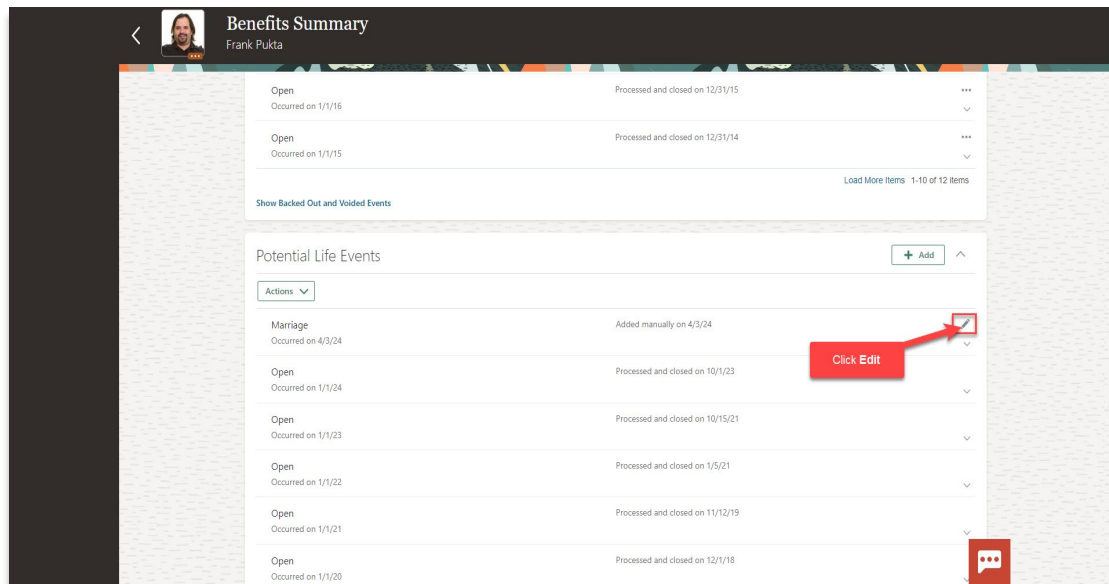 Benefits Summary
Frank Pukta
Open
Processed and closed on 12/31/15
Occurred on 1/1/16
Open
Processed and closed on 12/31/14
Occurred on 1/1/15
Load More Items 1-10 of 12 items
Show Backed Out and Voided Events
Potential Life Events
+ Add
Actions
Marriage
Added manually on 4/3/24
Occurred on 4/3/24
Click Edit
Open
Processed and closed on 10/1/23
Occurred on 1/1/24
Open
Processed and closed on 10/15/21
Occurred on 1/1/23
Open
Processed and closed on 1/5/21
Occurred on 1/1/22
Open
Processed and closed on 11/12/19
Occurred on 1/1/21
Open
Processed and closed on 12/1/18
Occurred on 1/1/20